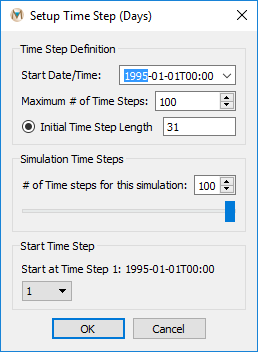 Setup Time Step (Days)
Time Step Definition
Start Date/Time: 1995-01-01T00:00
Maximum # of Time Steps: 100
Initial Time Step Length 31
Simulation Time Steps
# of Time steps for this simulation: 100
Start Time Step
Start at Time Step 1: 1995-01-01T00:00
1
OK Cancel